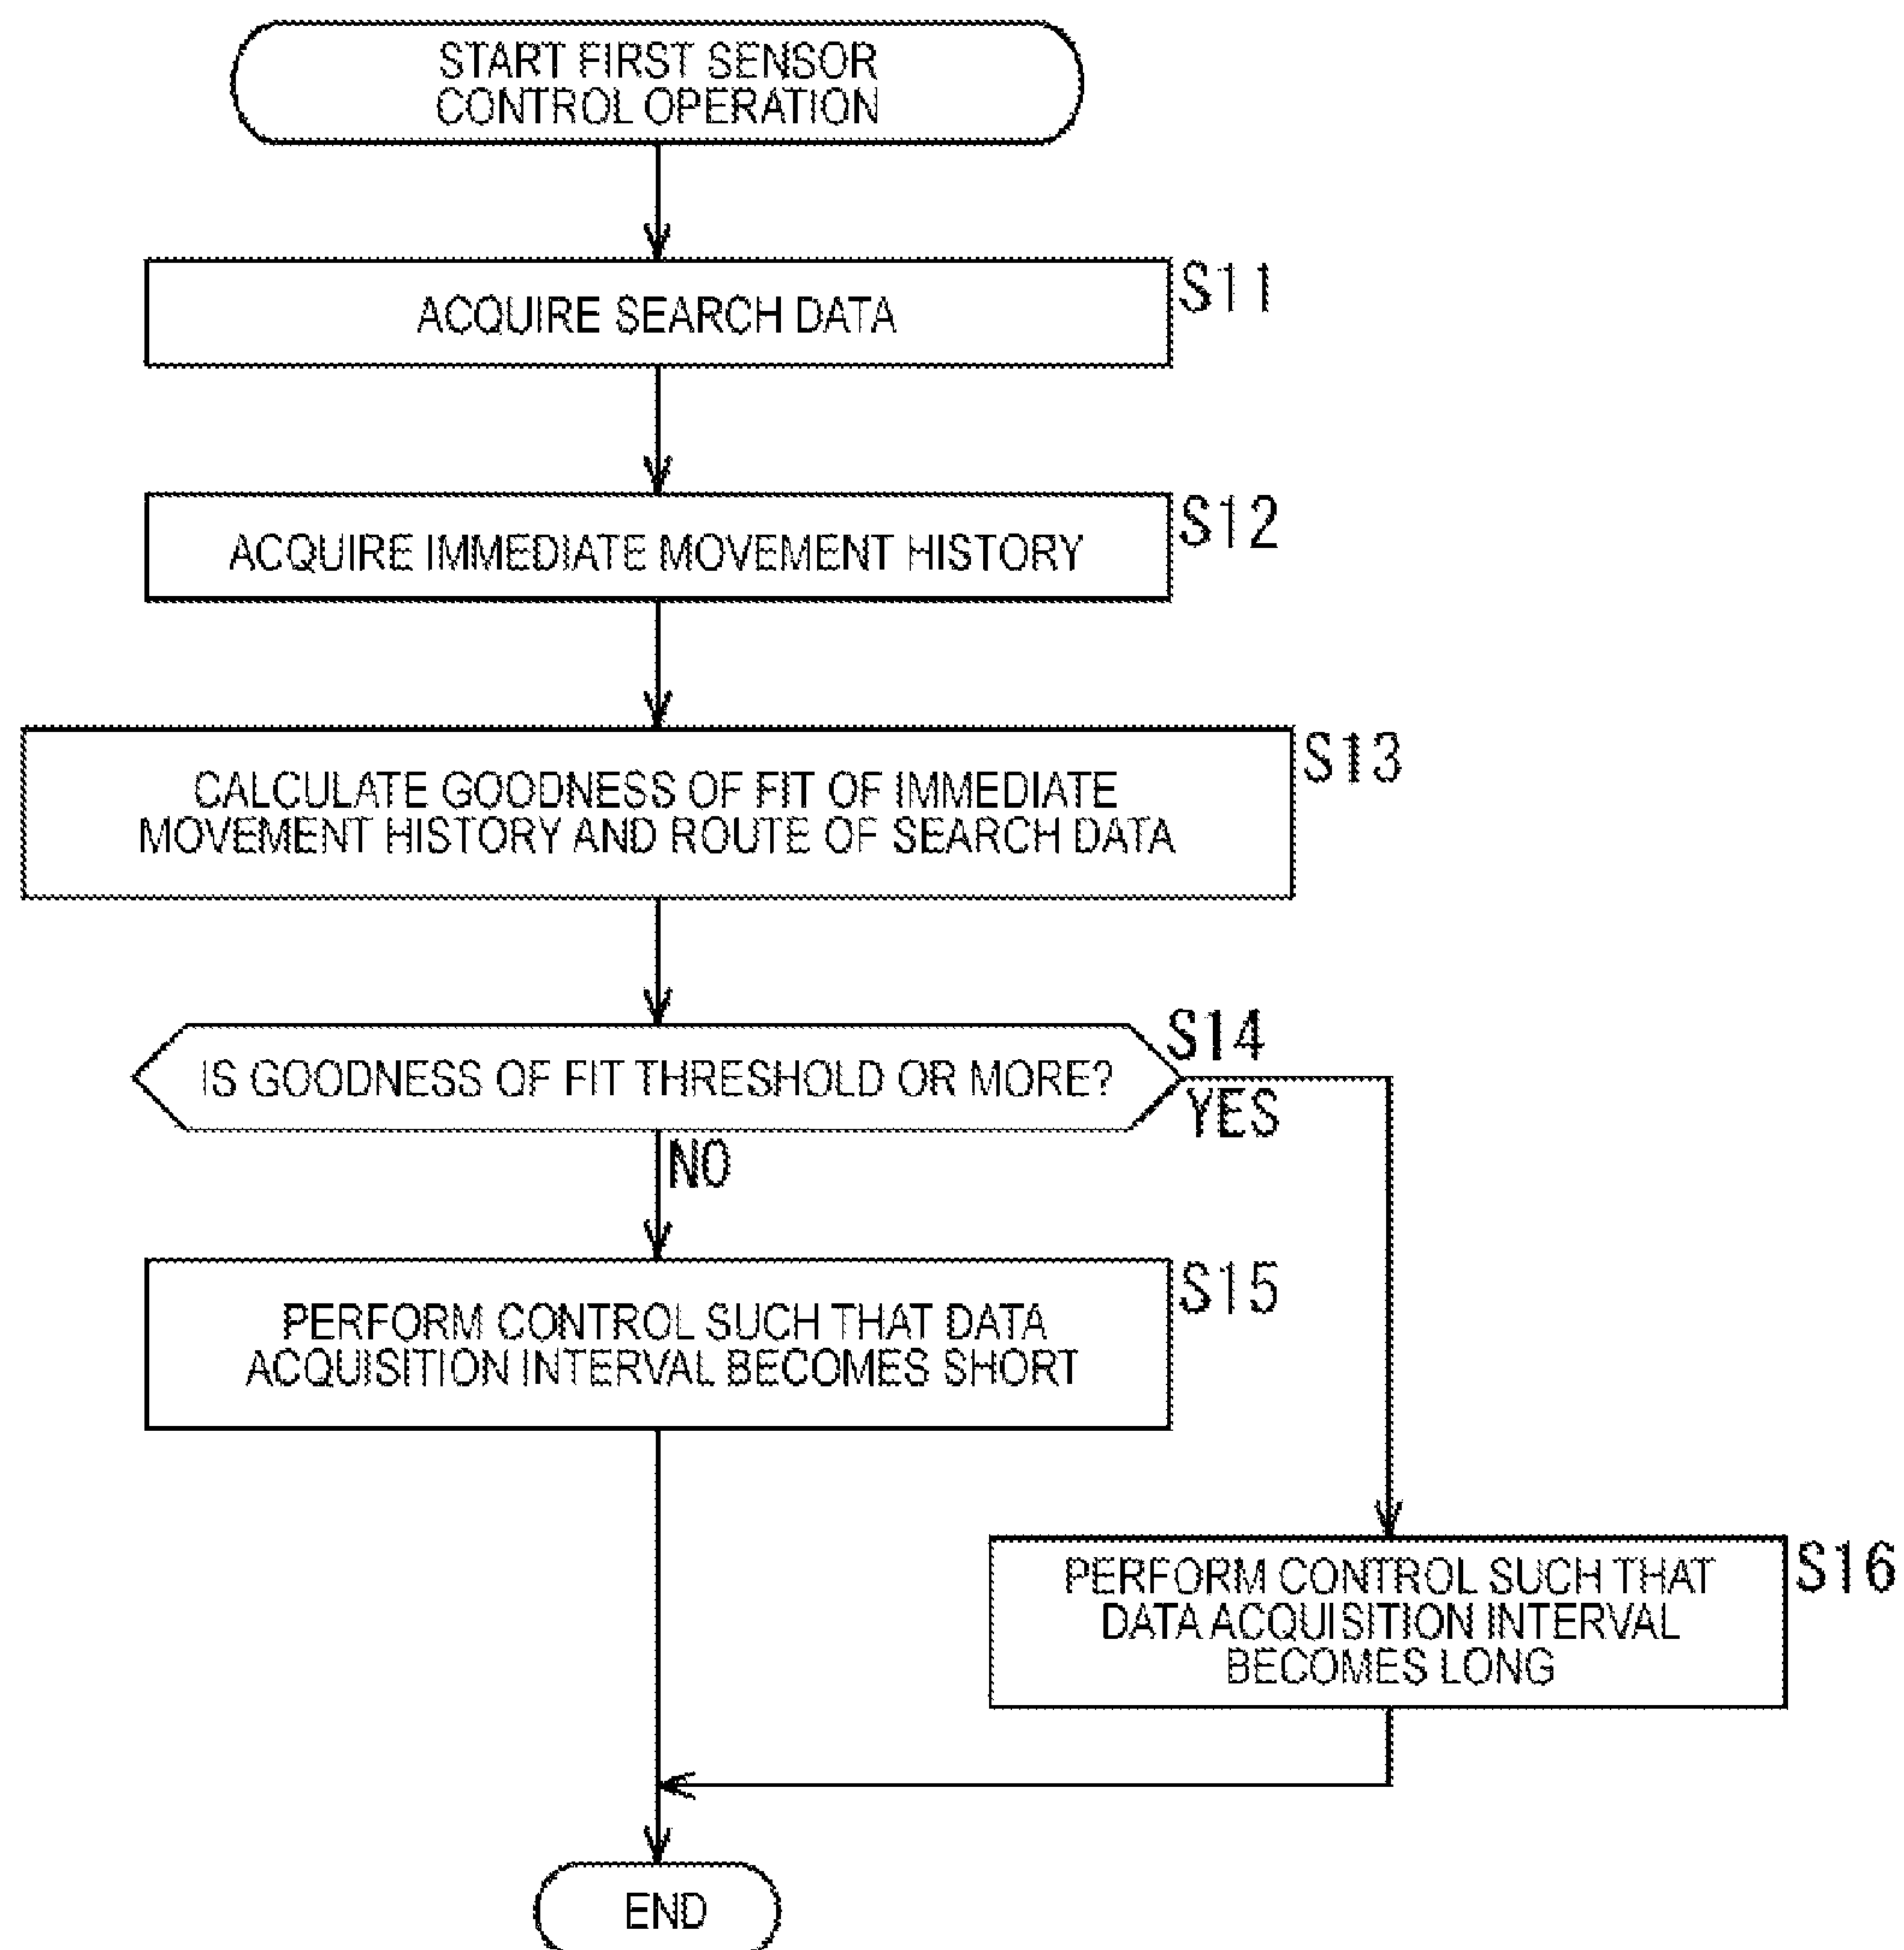 START FIRST SENSOR
CONTROL OPERATION
ACQUIRE SEARCH DATA
S11
ACQUIRE IMMEDIATE MOVEMENT HISTORY
S12
CALCULATE GOODNESS OF FIT OF IMMEDIATE
MOVEMENT HISTORY AND ROUTE OF SEARCH DATA
S13
IS GOODNESS OF FIT THRESHOLD OR MORE?
S14
YES
NO
PERFORM CONTROL SUCH THAT DATA
ACQUISITION INTERVAL BECOMES SHORT
S15
PERFORM CONTROL SUCH THAT
DATA ACQUISITION INTERVAL
BECOMES LONG
S16
END